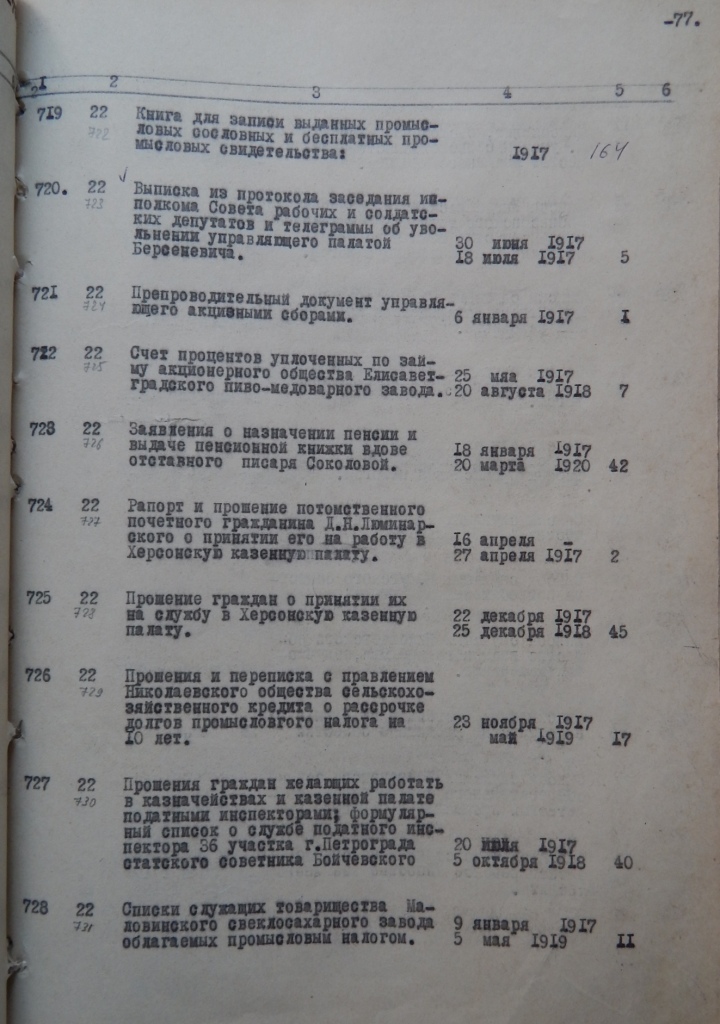 -77.
1 2 3 4 5 6
719 22 Книга для записи выданных промыс-
722 ловых сословных и бесплатных про-
мысловых свидетельства: 1917 164
720. 22 Выписка из протокола заседания ис-
723 полкома Совета рабочих и солдатс-
ких депутатов и телеграммы об уво-
льнении управляющего палатой 30 июня 1917
Берсеневича. 18 июля 1917 5
721 22 Препроводительный документ управля-
724 ющего акцизными сборами. 6 января 1917 I
722 22 Счет процентов уплоченных по зай-
725 му акционерного общества Елисавет- 25 мяа 1917
градского пиво-медоварного завода. 20 августа 1918 7
723 22 Заявления о назначении пенсии и
726 выдаче пенсионной книжки вдове 18 января 1917
отставного писаря Соколовой. 20 марта 1920 42
724 22 Рапорт и прошение потомственного
727 почетного гражданина Д.Н.Люминар-
ского о принятии его на работу в 16 апреля -
Херсонскую казенную палату. 27 апреля 1917 2
725 22 Прошение граждан о принятии их
728 на службу в Херсонскую казенную 22 декабря 1917
палату. 25 декабря 1918 45
726 22 Прошения и переписка с правлением
729 Николаевского общества сельскохо-
зяйственного кредита о рассрочке
долгов промысловгго налога на 23 ноября 1917
10 лет. май 1919 17
727 22 Прошения граждан желающих работать
730 в казначействах и казенной палате
податными инспекторами; формуляр-
ный список о службе податного инс-
пектора 36 участка г.Петрограда 20 июля 1917
статского советника Бойчевского 5 октября 1918 40
728 22 Списки служащих товарищества Ма-
731 ловинского свеклосахарного завода 9 января 1917
облагаемых промысловым налогом. 5 мая 1919 II